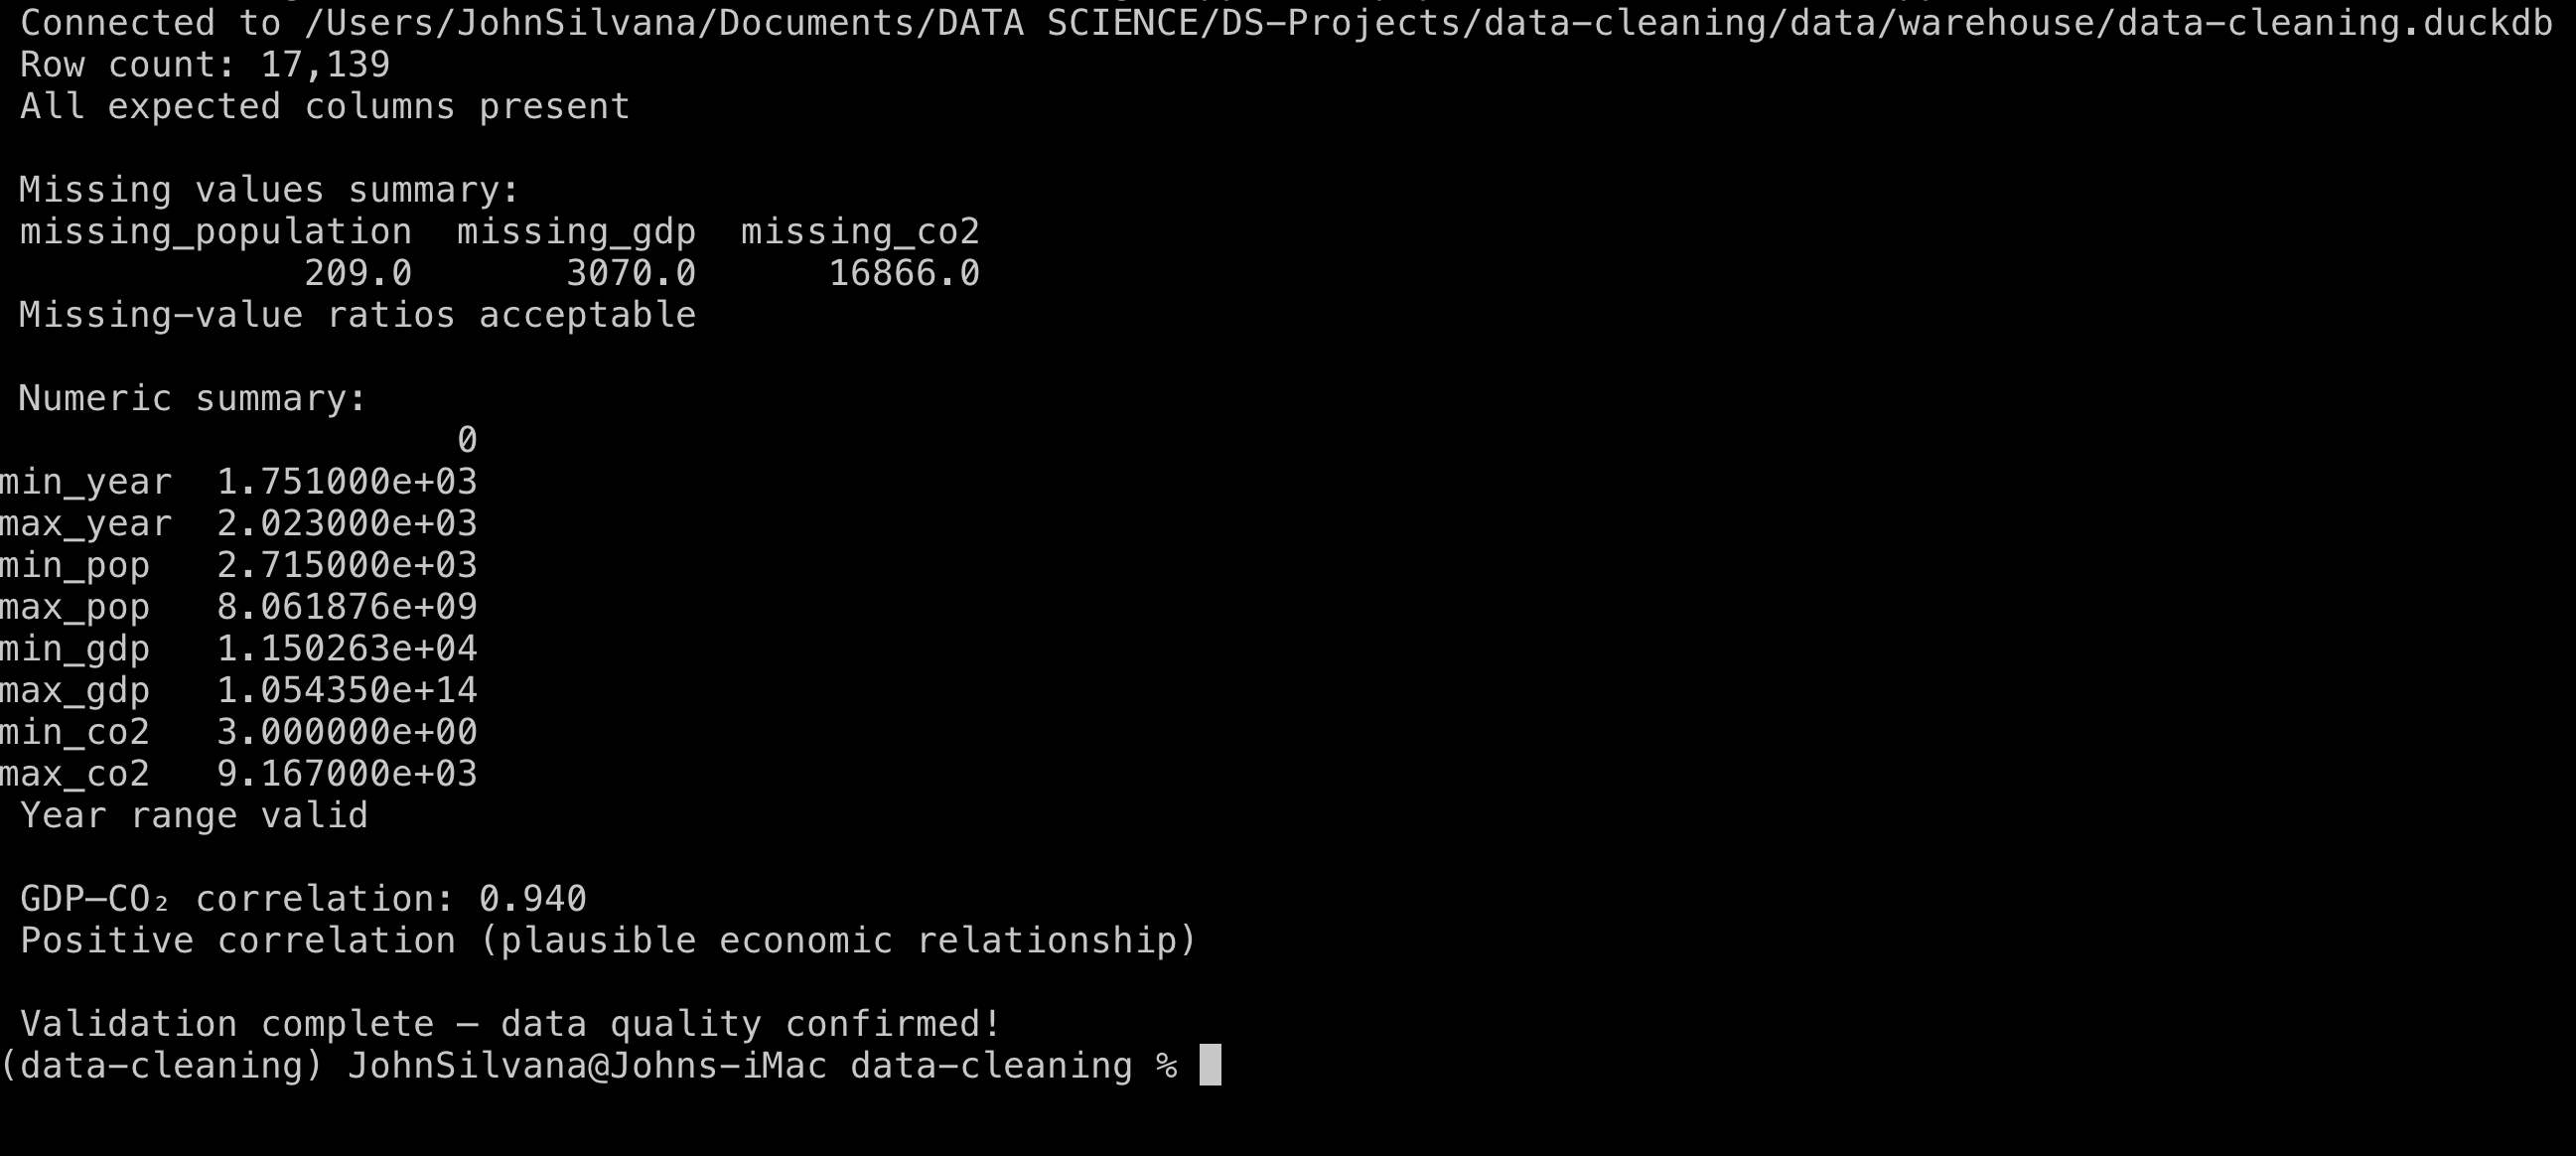 Connected to /Users/JohnSilvana/Documents/DATA SCIENCE/DS-Projects/data-cleaning/data/warehouse/data-cleaning.duckdb
Row count: 17,139
All expected columns present
Missing values summary:
missing_population  missing_gdp  missing_co2
             209.0       3070.0      16866.0
Missing-value ratios acceptable
Numeric summary:
                     0
min_year  1.751000e+03
max_year  2.023000e+03
min_pop   2.715000e+03
max_pop   8.061876e+09
min_gdp   1.150263e+04
max_gdp   1.054350e+14
min_co2   3.000000e+00
max_co2   9.167000e+03
Year range valid
GDP–CO₂ correlation: 0.940
Positive correlation (plausible economic relationship)
Validation complete — data quality confirmed!
(data-cleaning) JohnSilvana@Johns-iMac data-cleaning %